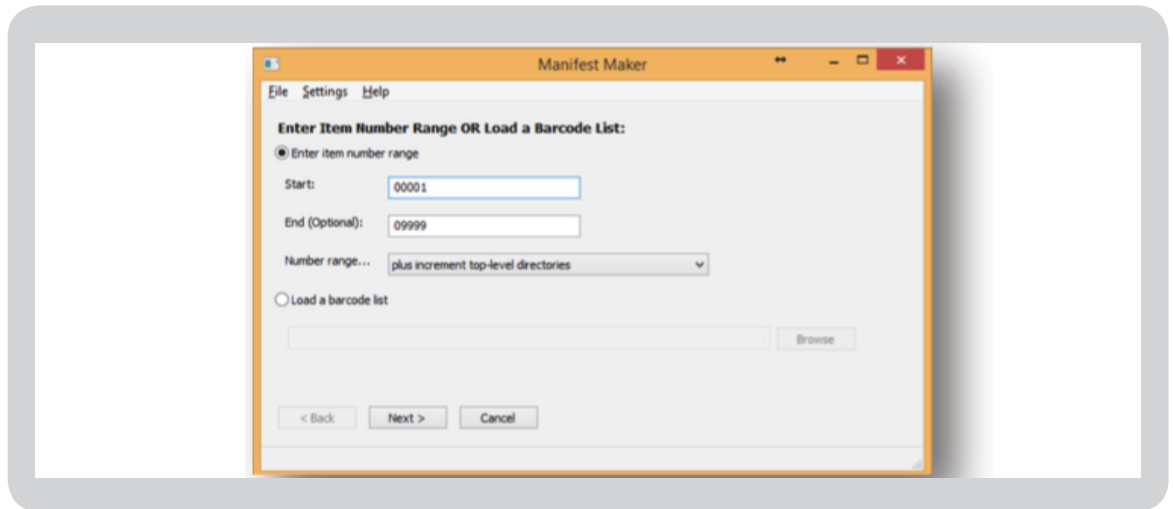 Manifest Maker
File Settings Help
Enter Item Number Range OR Load a Barcode List:
Enter item number range
Start: 00001
End (Optional): 09999
Number range... plus increment top-level directories
Load a barcode list
Browse
< Back Next > Cancel